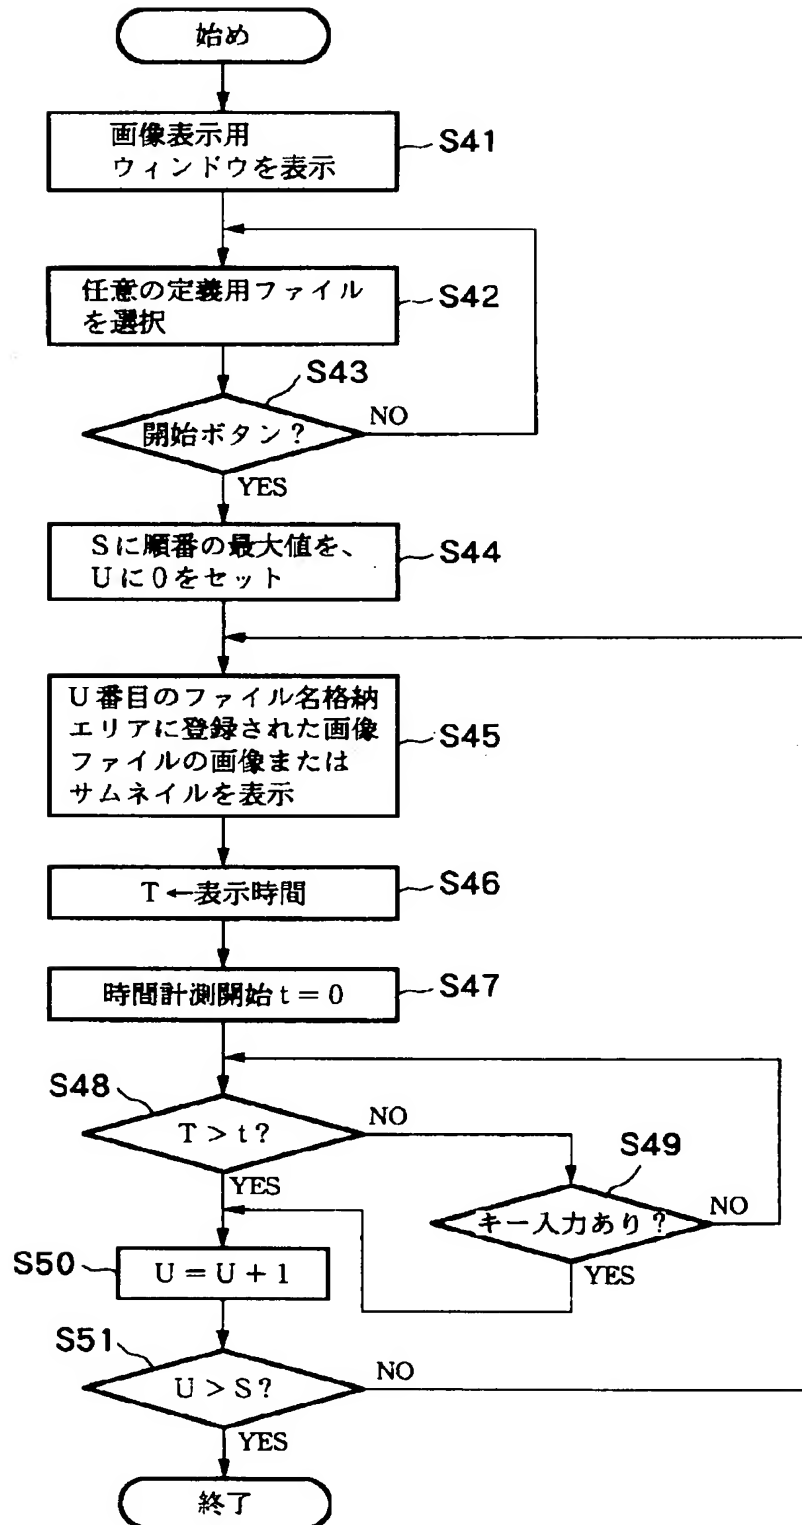 始め
画像表示用
ウィンドウを表示
S41
任意の定義用ファイル
を選択
S42
S43
開始ボタン?
NO
YES
Sに順番の最大値を、
Uに0をセット
S44
U番目のファイル名格納
エリアに登録された画像
ファイルの画像または
サムネイルを表示
S45
T←表示時間
S46
時間計測開始t=0
S47
S48
T>t?
NO
YES
S49
キー入力あり?
NO
YES
S50
U=U+1
S51
U>S?
NO
YES
終了